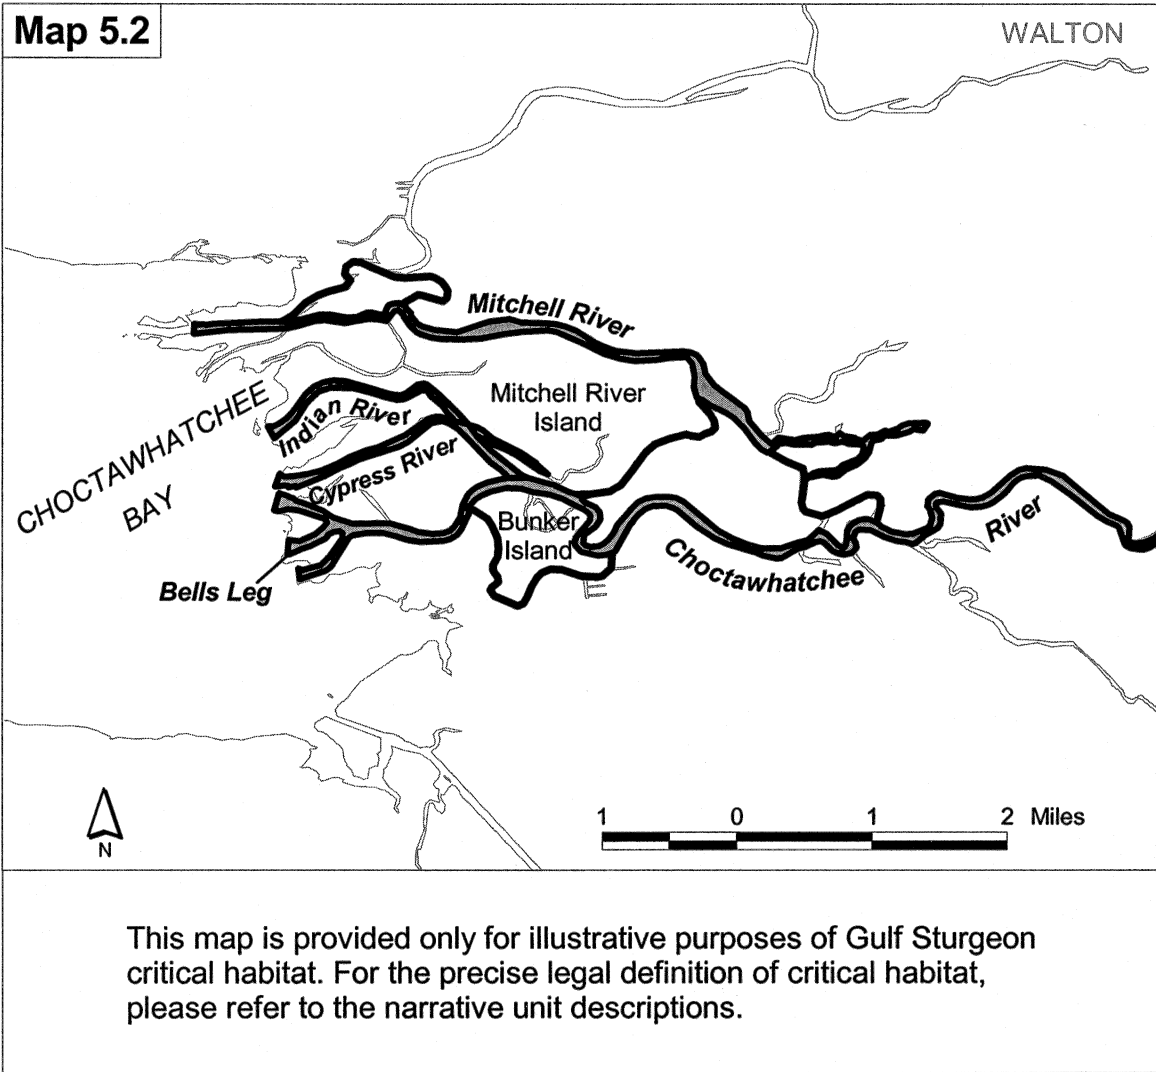 Map 5.2
WALTON
Mitchell River
Mitchell River
Island
Indian River
CHOCTAWHATCHEE
BAY
Cypress River
Bunker
Island
River
Choctawhatchee
Bells Leg
N
1 0 1 2 Miles
This map is provided only for illustrative purposes of Gulf Sturgeon
critical habitat. For the precise legal definition of critical habitat,
please refer to the narrative unit descriptions.